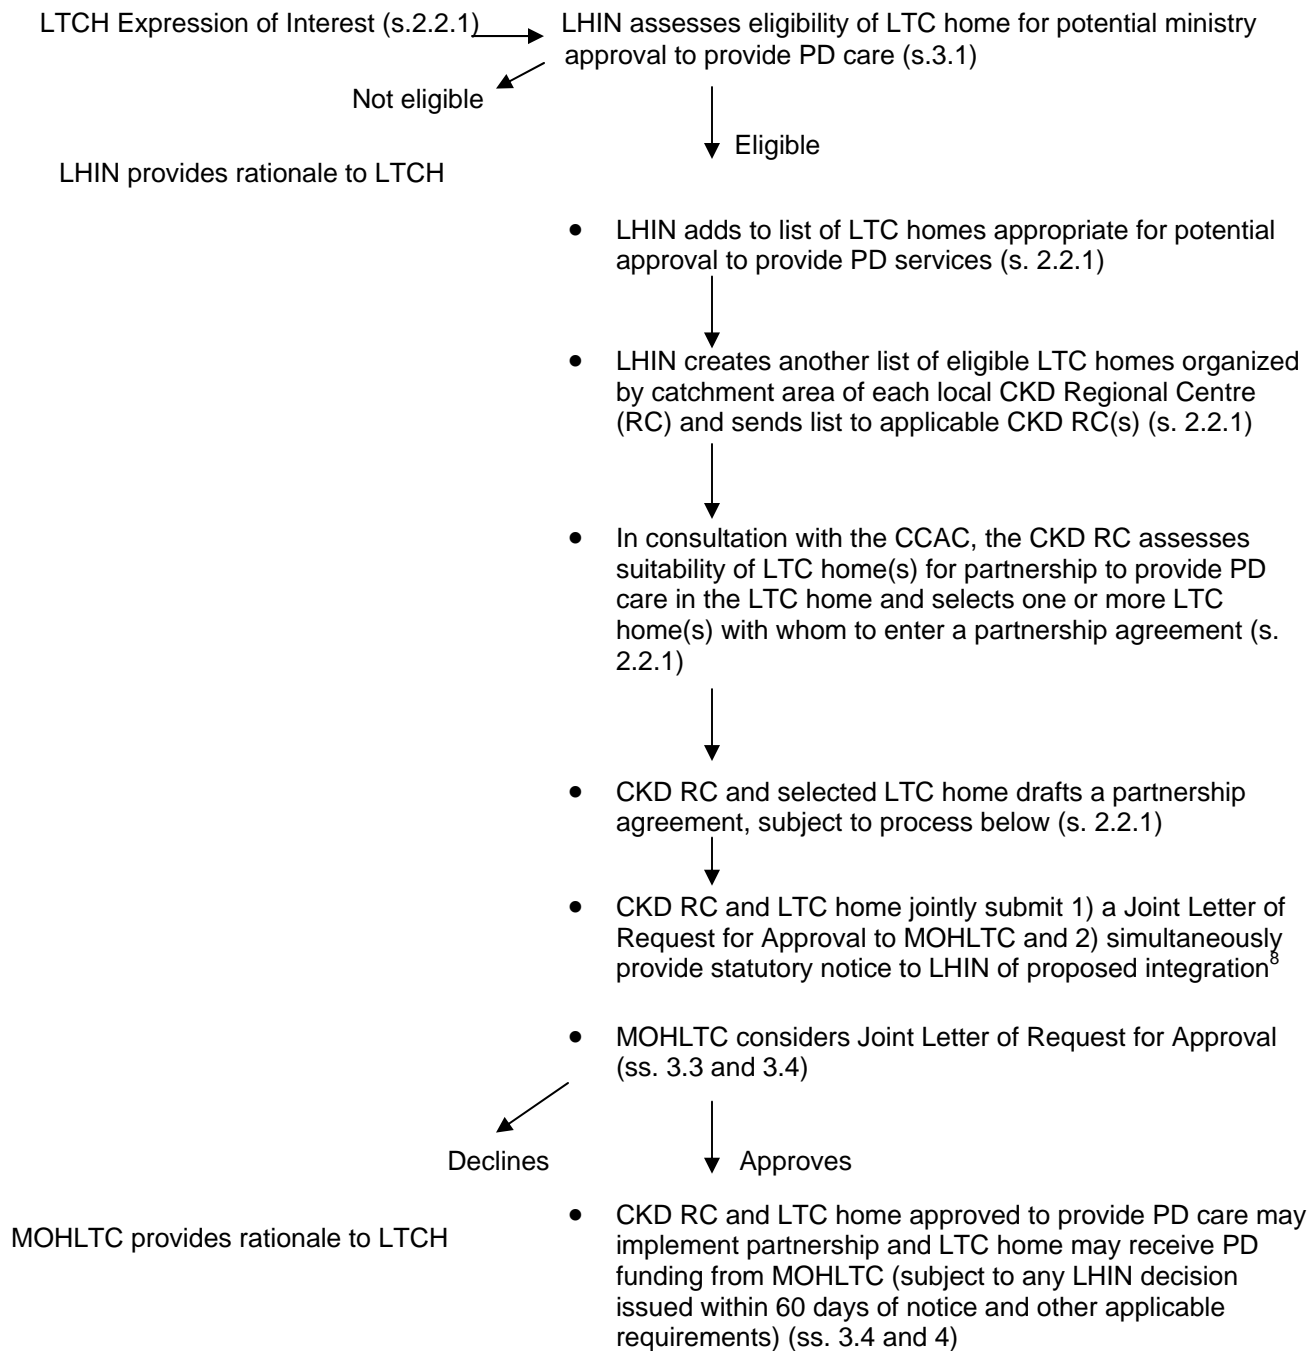 LTCH Expression of Interest (s.2.2.1)
LHIN assesses eligibility of LTC home for potential ministry
approval to provide PD care (s.3.1)
Not eligible
Eligible
LHIN provides rationale to LTCH
• LHIN adds to list of LTC homes appropriate for potential
approval to provide PD services (s. 2.2.1)
• LHIN creates another list of eligible LTC homes organized
by catchment area of each local CKD Regional Centre
(RC) and sends list to applicable CKD RC(s) (s. 2.2.1)
• In consultation with the CCAC, the CKD RC assesses
suitability of LTC home(s) for partnership to provide PD
care in the LTC home and selects one or more LTC
home(s) with whom to enter a partnership agreement (s.
2.2.1)
• CKD RC and selected LTC home drafts a partnership
agreement, subject to process below (s. 2.2.1)
• CKD RC and LTC home jointly submit 1) a Joint Letter of
Request for Approval to MOHLTC and 2) simultaneously
provide statutory notice to LHIN of proposed integration⁸
• MOHLTC considers Joint Letter of Request for Approval
(ss. 3.3 and 3.4)
Declines
Approves
MOHLTC provides rationale to LTCH
• CKD RC and LTC home approved to provide PD care may
implement partnership and LTC home may receive PD
funding from MOHLTC (subject to any LHIN decision
issued within 60 days of notice and other applicable
requirements) (ss. 3.4 and 4)